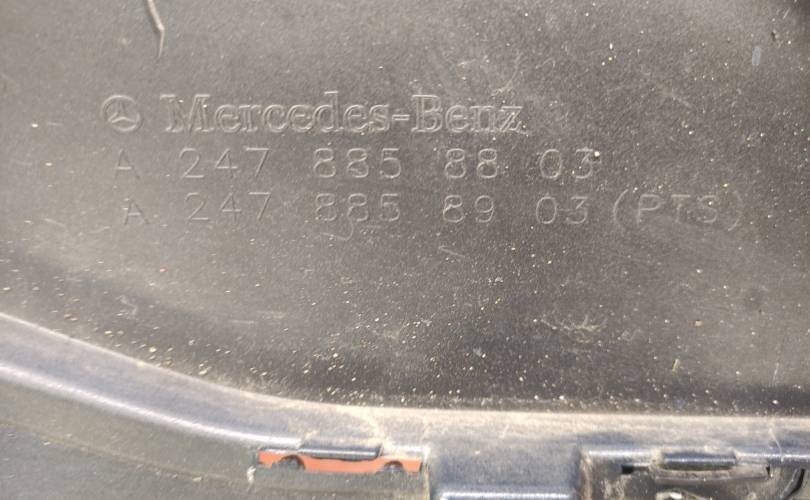 Mercedes-Benz
A 247 885 88 03
A 247 885 89 03 (PTS)